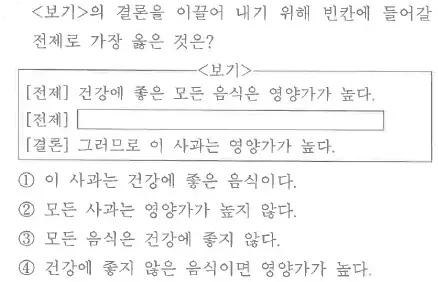 <보기>의 결론을 이끌어 내기 위해 빈칸에 들어갈
전제로 가장 옳은 것은?
<보기>
[전제] 건강에 좋은 모든 음식은 영양가가 높다.
[전제]
[결론] 그러므로 이 사과는 영양가가 높다.
① 이 사과는 건강에 좋은 음식이다.
② 모든 사과는 영양가가 높지 않다.
③ 모든 음식은 건강에 좋지 않다.
④ 건강에 좋지 않은 음식이면 영양가가 높다.